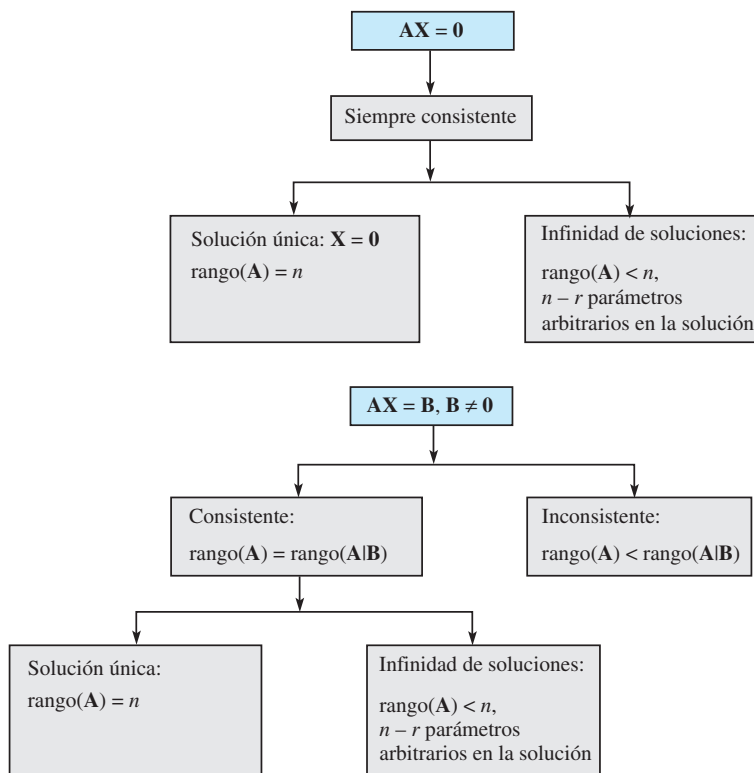 AX = 0
Siempre consistente
Solución única: X = 0
rango(A) = n
Infinidad de soluciones:
rango(A) < n,
n – r parámetros
arbitrarios en la solución
AX = B, B ≠ 0
Consistente:
rango(A) = rango(A|B)
Inconsistente:
rango(A) < rango(A|B)
Solución única:
rango(A) = n
Infinidad de soluciones:
rango(A) < n,
n – r parámetros
arbitrarios en la solución